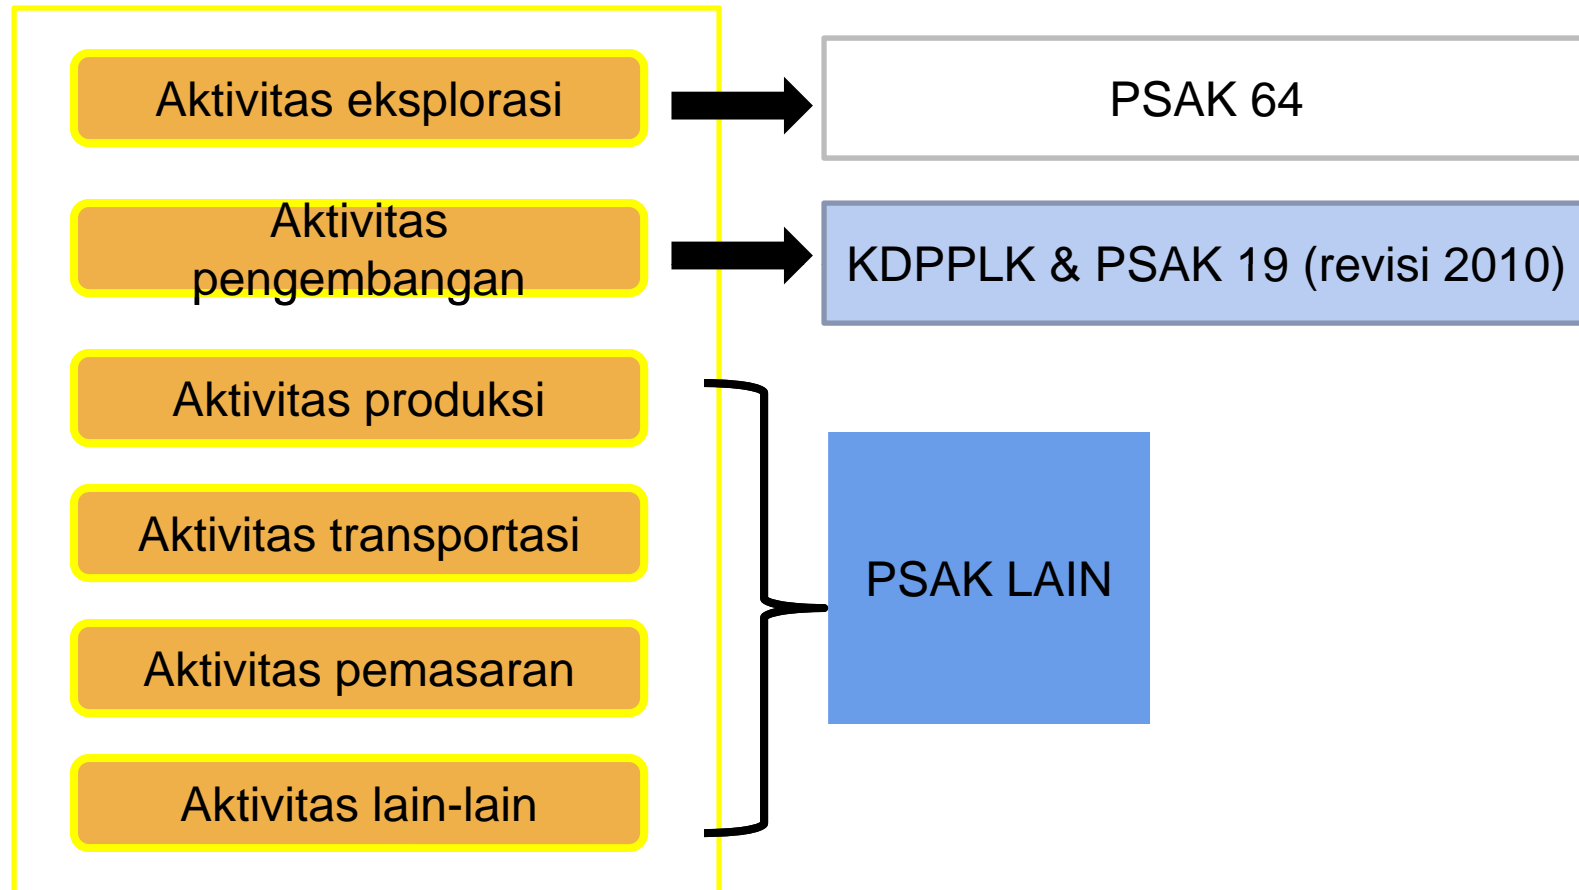 Aktivitas eksplorasi
PSAK 64
Aktivitas
pengembangan
KDPPLK & PSAK 19 (revisi 2010)
Aktivitas produksi
Aktivitas transportasi
PSAK LAIN
Aktivitas pemasaran
Aktivitas lain-lain